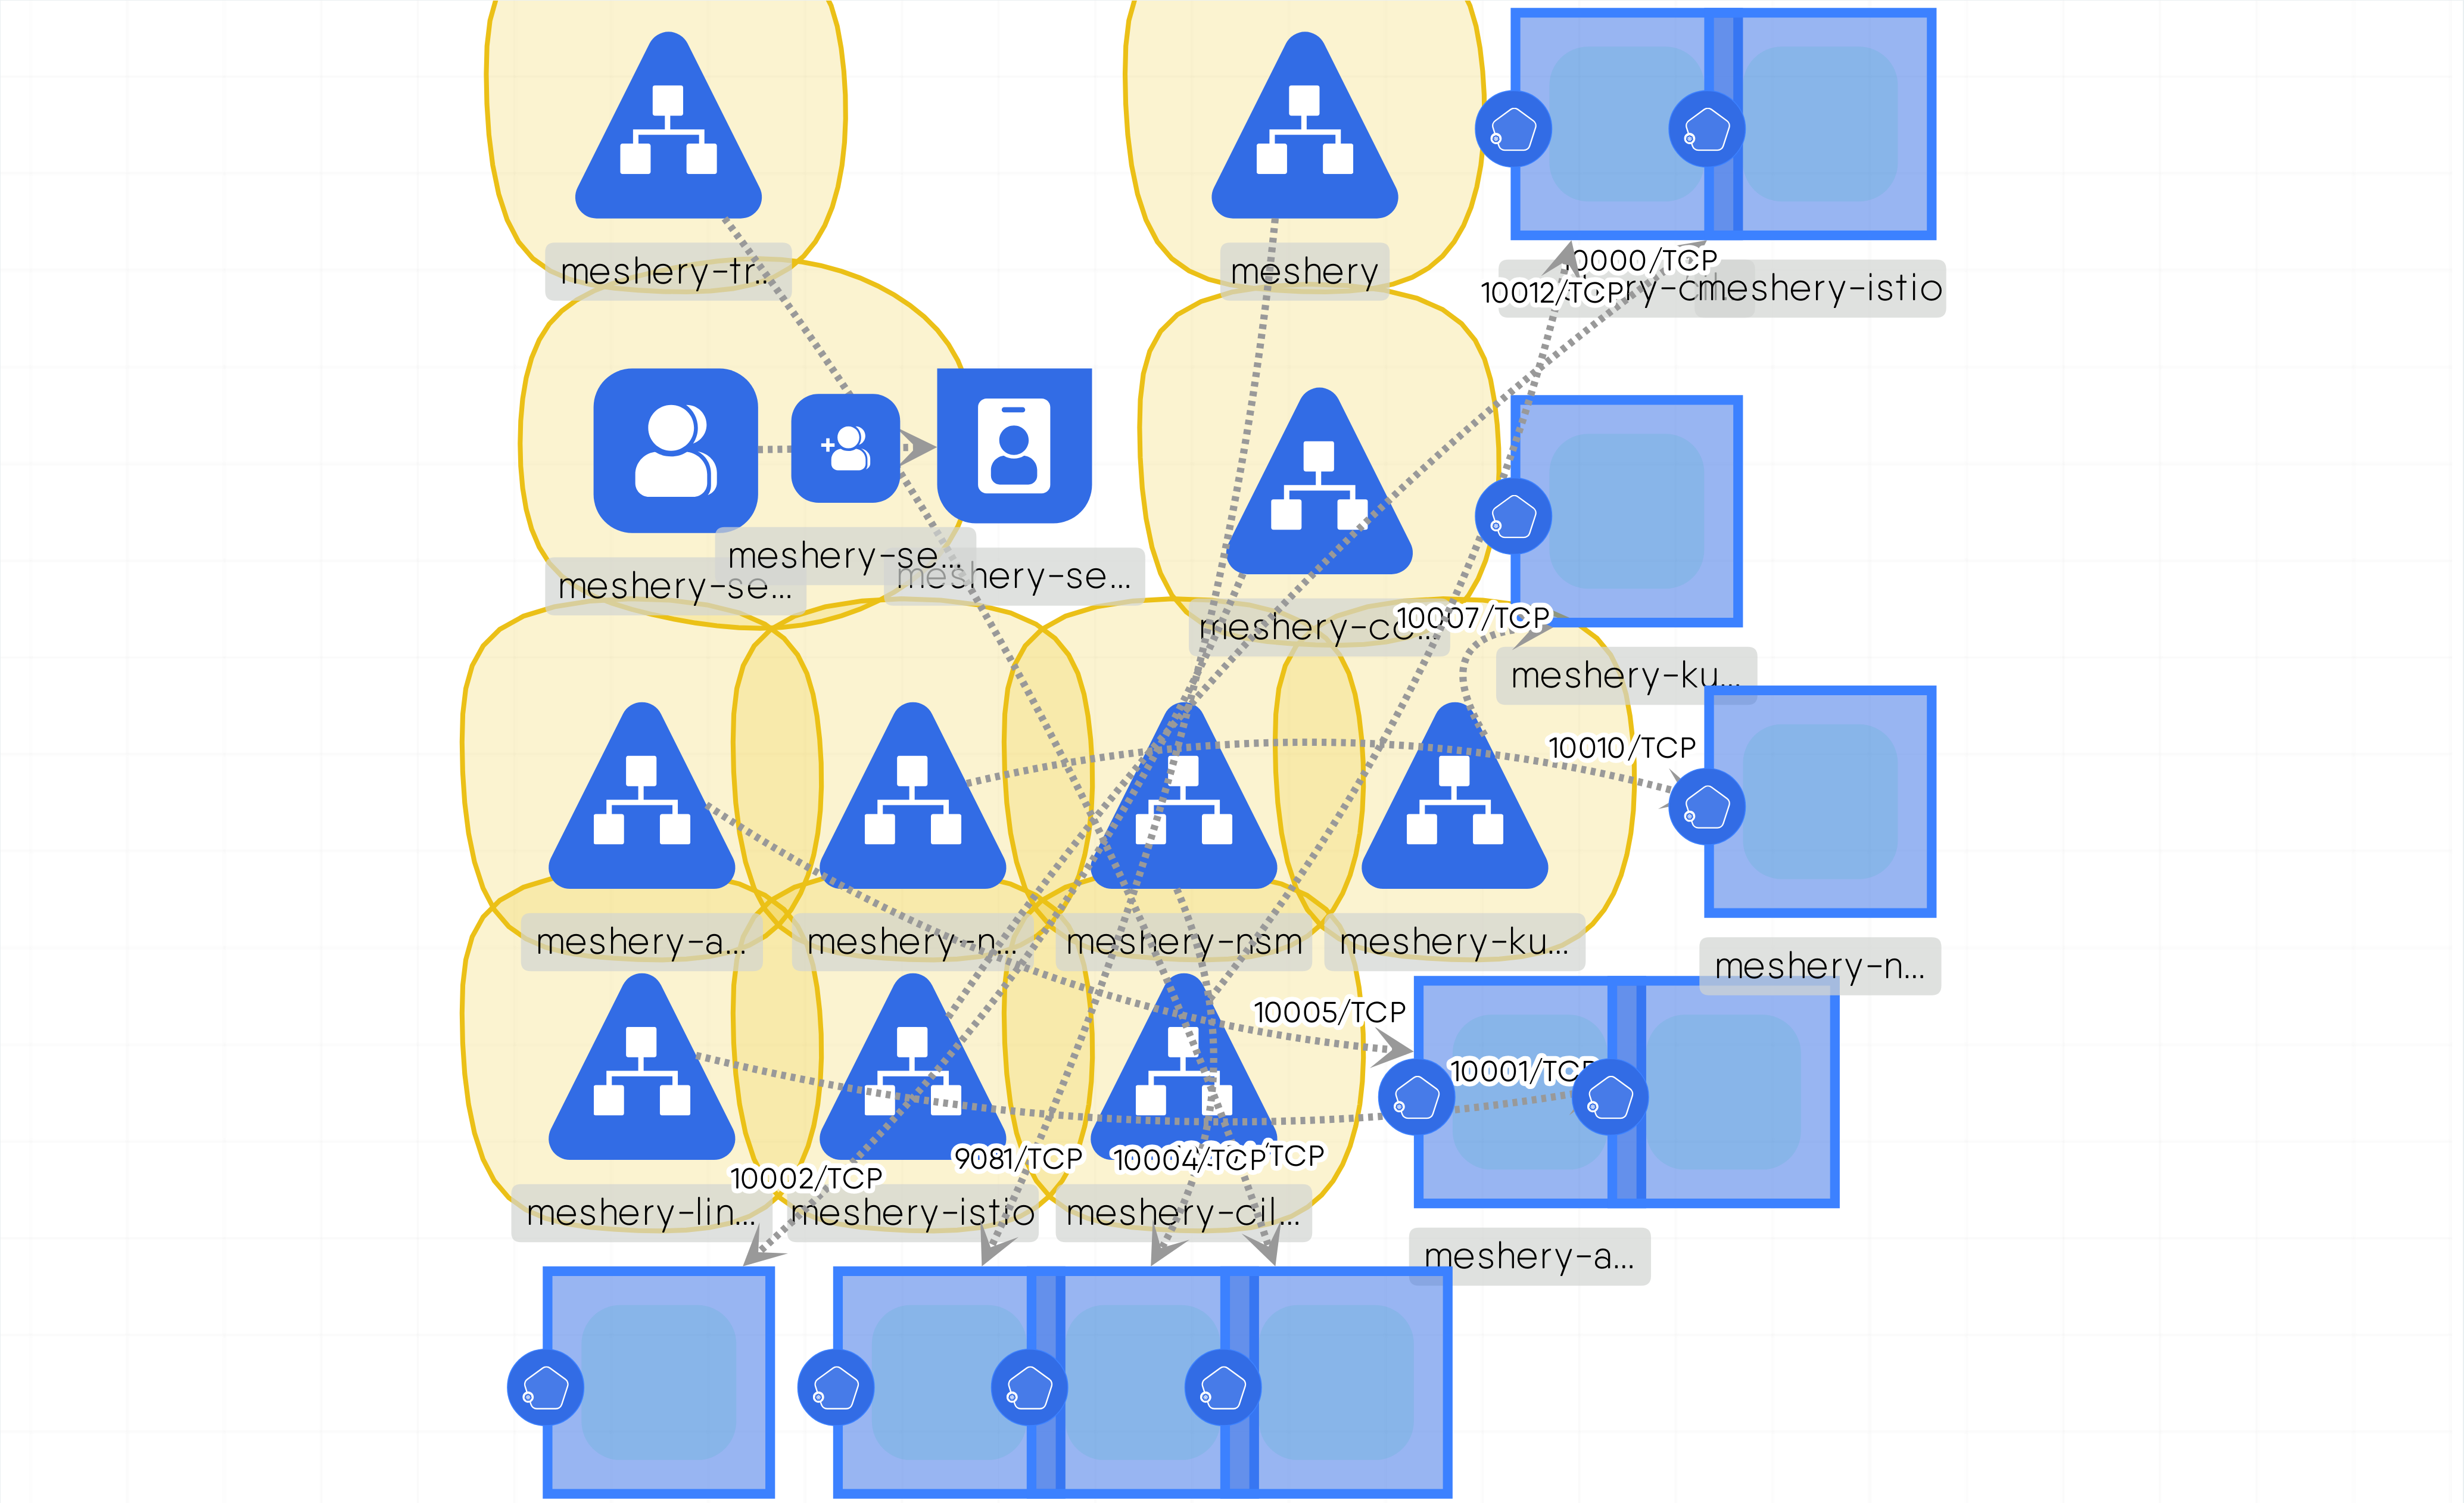 meshery-tr...
meshery
10000/TCP
10012/TCP
meshery-istio
meshery-se...
meshery-se...
meshery-se...
meshery-co...
10007/TCP
meshery-ku...
10010/TCP
meshery-a...
meshery-n...
meshery-nsm
meshery-ku...
meshery-n...
10005/TCP
10001/TCP
10002/TCP
9081/TCP
10004/TCP
/TCP
meshery-lin...
meshery-istio
meshery-cil...
meshery-a...